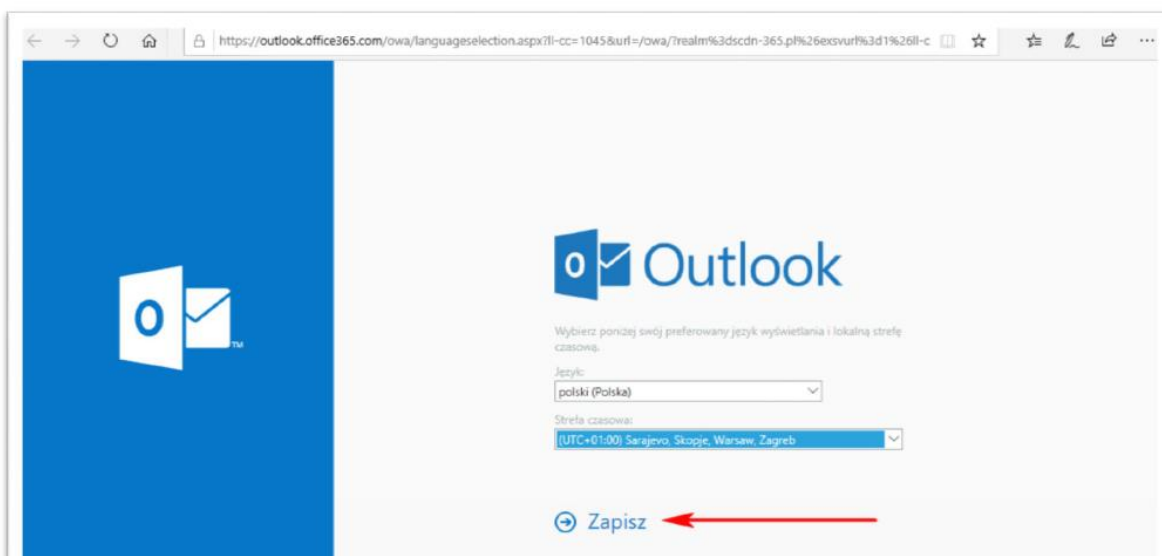 https://outlook.office365.com/owa/languageselection.aspx?ll-cc=1045&url=/owa/?realm%3dscdn-365.pl%26exsvurl%3d1%26ll-c
O
TM
O Outlook
Wybierz poniżej swój preferowany język wyświetlania i lokalną strefę
czasową.
Język:
polski (Polska)
Strefa czasowa:
(UTC+01:00) Sarajevo, Skopje, Warsaw, Zagreb
Zapisz